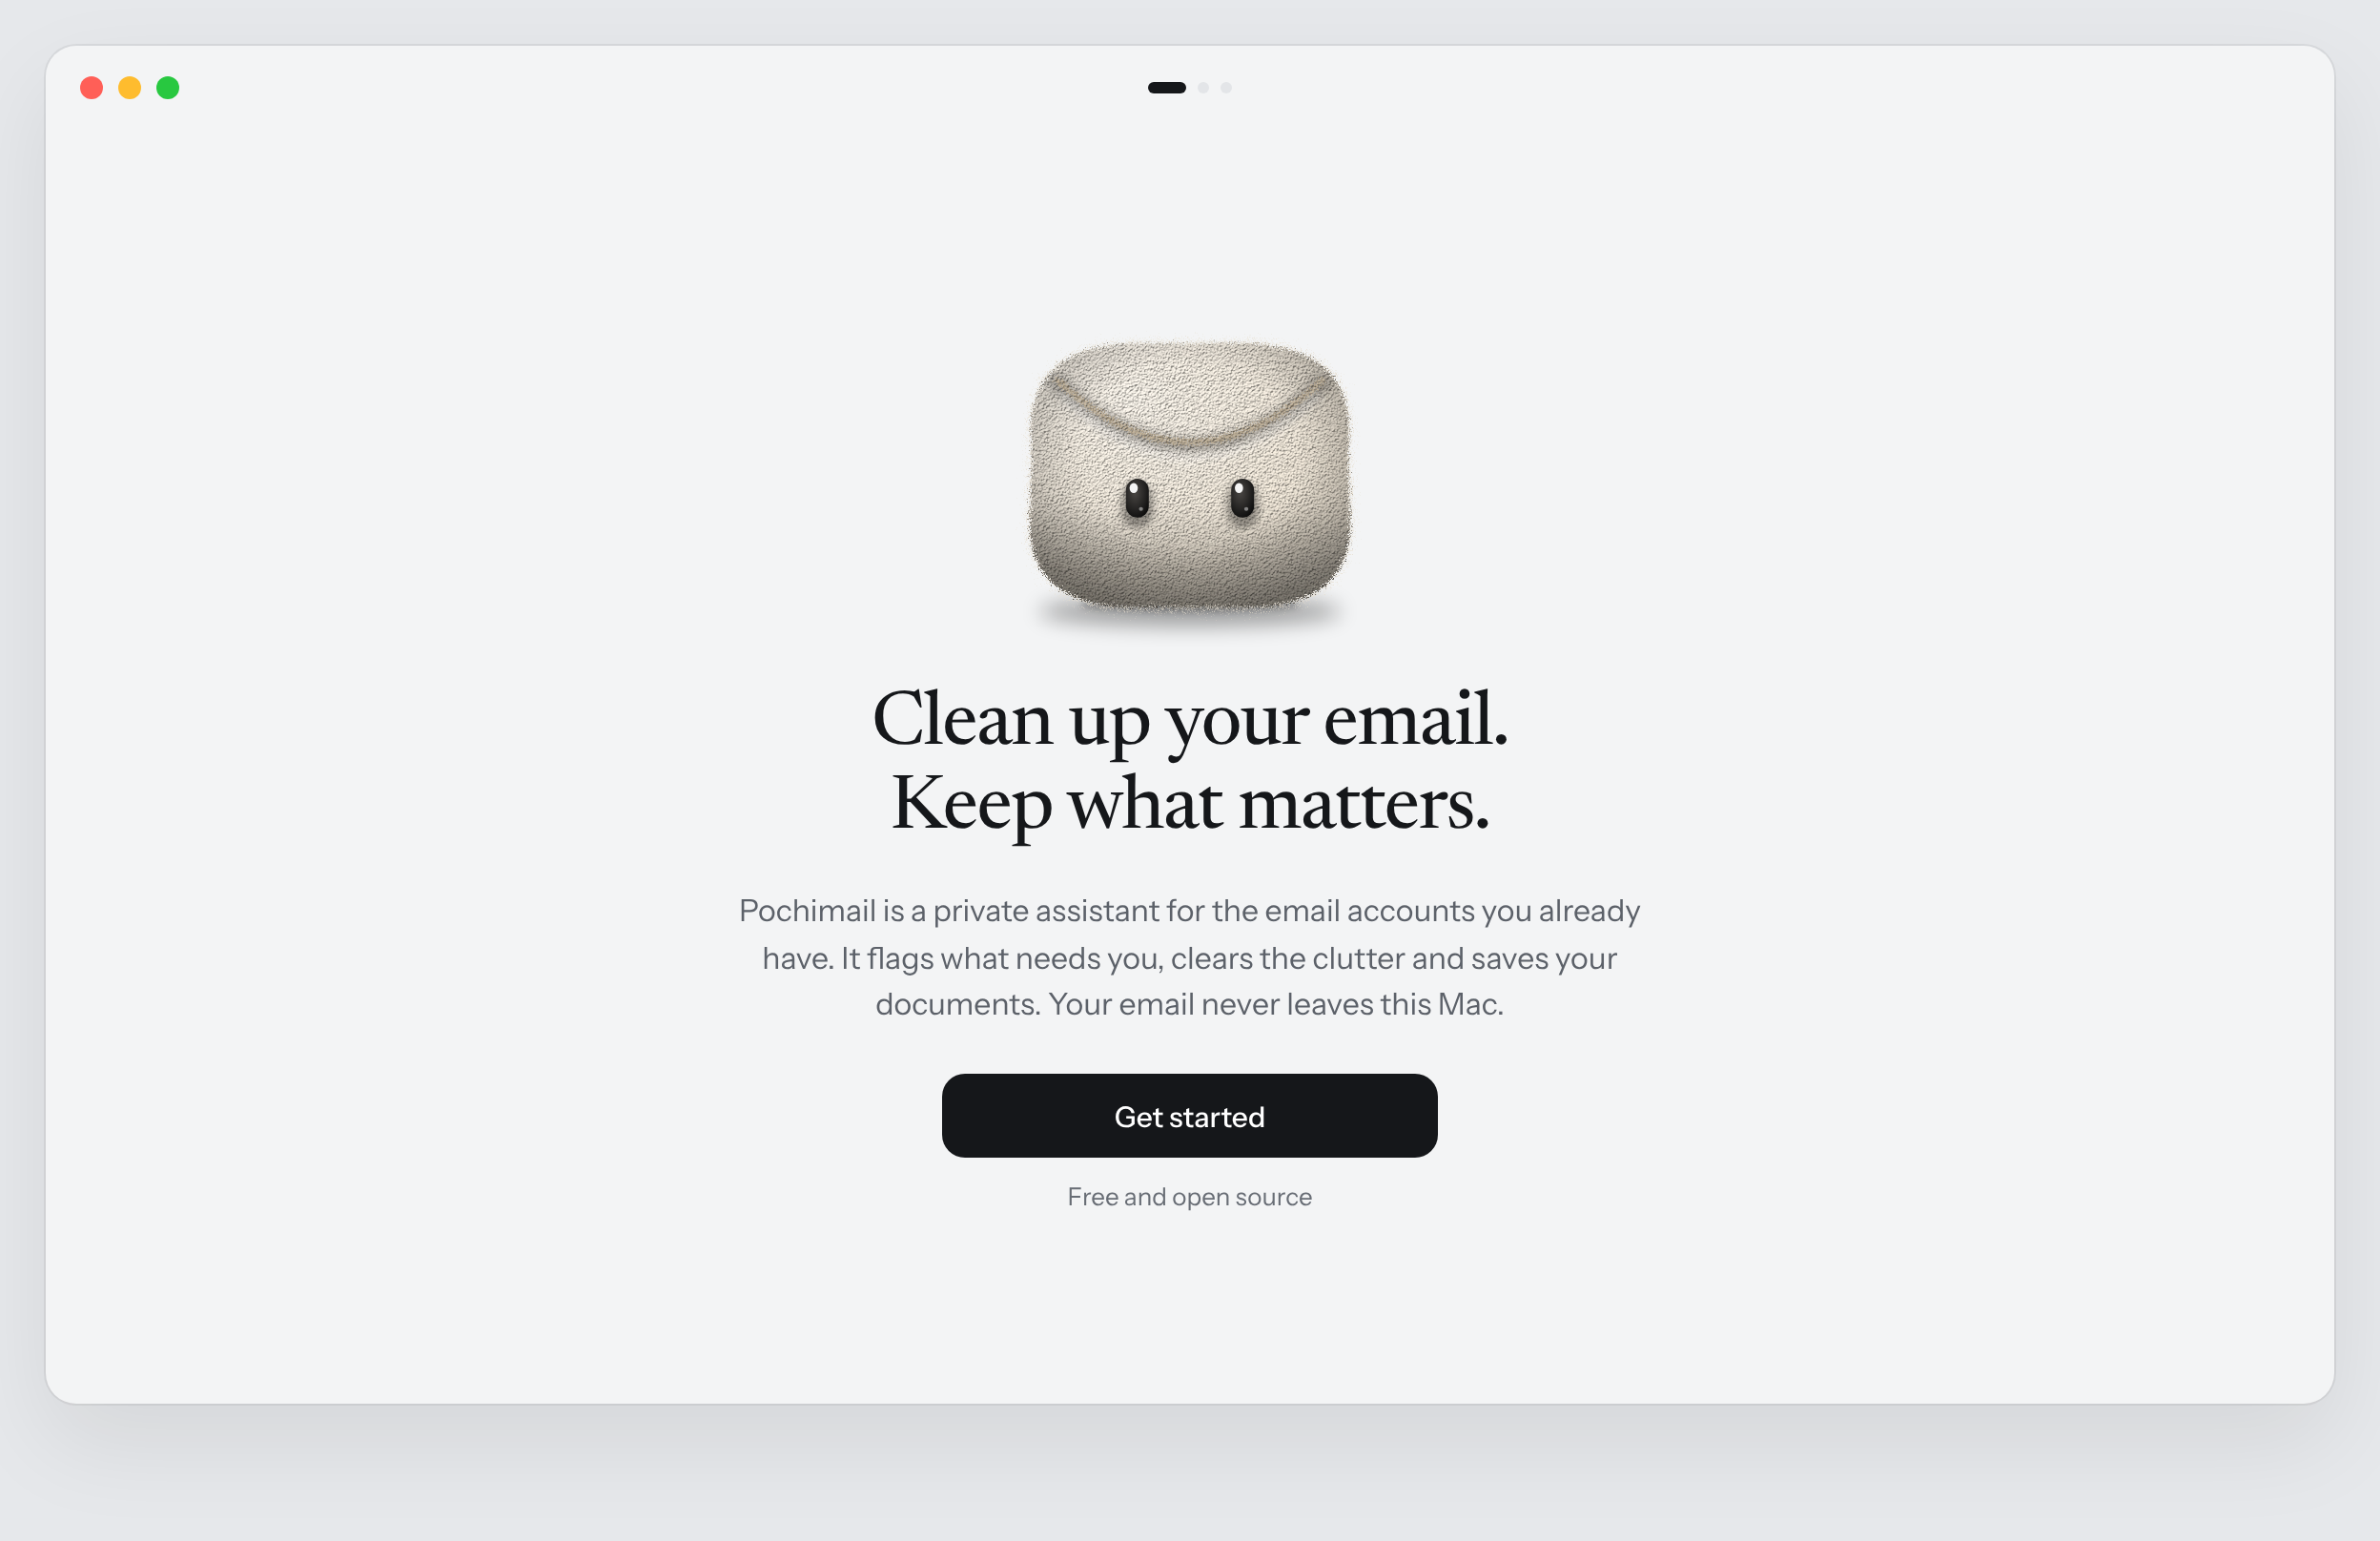 Clean up your email.
Keep what matters.
Pochimail is a private assistant for the email accounts you already
have. It flags what needs you, clears the clutter and saves your
documents. Your email never leaves this Mac.
Get started
Free and open source